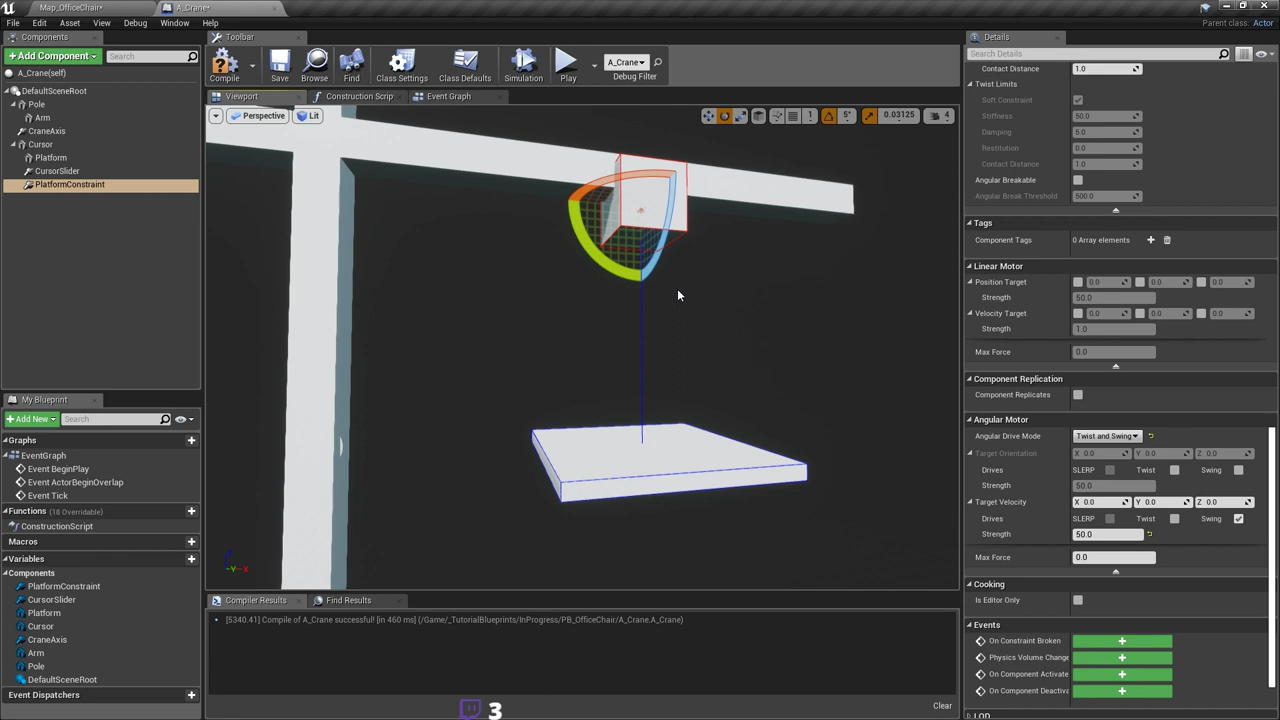 Map_OfficeChair*
A_Crane*
File Edit Asset View Debug Window Help
Parent class: Actor
Components
Toolbar
Details
+Add Component
Search
A_Crane(self)
DefaultSceneRoot
Pole
Arm
CraneAxis
Cursor
Platform
CursorSlider
PlatformConstraint
Compile
Save
Browse
Find
Class Settings
Class Defaults
Simulation
Play
A_Crane
Debug Filter
Viewport
Construction Scrip
Event Graph
Perspective
Lit
1
5°
0.03125
4
Y X
My Blueprint
+Add New
Search
Graphs
EventGraph
Event BeginPlay
Event ActorBeginOverlap
Event Tick
Functions (18 Overridable)
ConstructionScript
Macros
Variables
Components
PlatformConstraint
CursorSlider
Platform
Cursor
CraneAxis
Arm
Pole
DefaultSceneRoot
Event Dispatchers
Compiler Results
Find Results
[5340.41] Compile of A_Crane successful! [in 460 ms] (/Game/_TutorialBlueprints/InProgress/PB_OfficeChair/A_Crane.A_Crane)
Clear
3
Search Details
Contact Distance 1.0
Twist Limits
Soft Constraint
Stiffness 50.0
Damping 5.0
Restitution 0.0
Contact Distance 1.0
Angular Breakable
Angular Break Threshold 500.0
Tags
Component Tags 0 Array elements
Linear Motor
Position Target 0.0 0.0 0.0
Strength 50.0
Velocity Target 0.0 0.0 0.0
Strength 1.0
Max Force 0.0
Component Replication
Component Replicates
Angular Motor
Angular Drive Mode Twist and Swing
Target Orientation X 0.0 Y 0.0 Z 0.0
Drives SLERP Twist Swing
Strength 50.0
Target Velocity X 0.0 Y 0.0 Z 0.0
Drives SLERP Twist Swing
Strength 50.0
Max Force 0.0
Cooking
Is Editor Only
Events
On Constraint Broken
Physics Volume Change
On Component Activate
On Component Deactiva
LOD